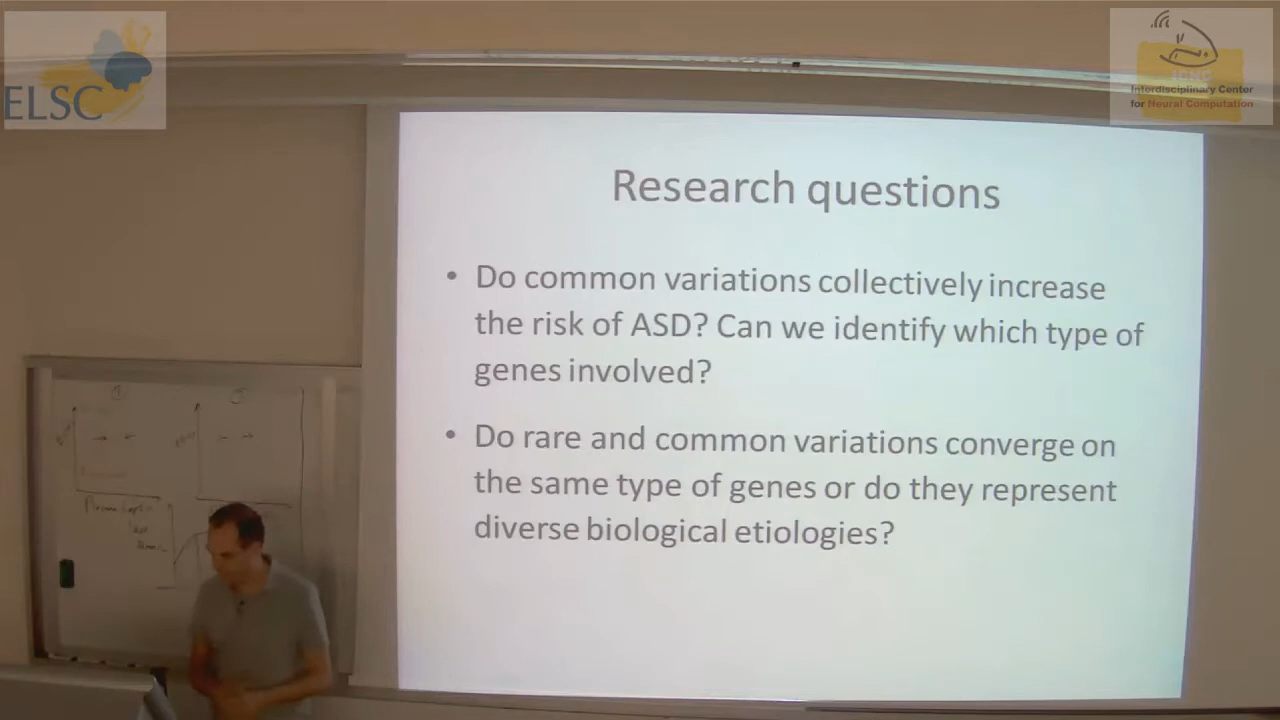 ELSC
ICNC
Interdisciplinary Center
for Neural Computation
Research questions
• Do common variations collectively increase
the risk of ASD? Can we identify which type of
genes involved?
• Do rare and common variations converge on
the same type of genes or do they represent
diverse biological etiologies?